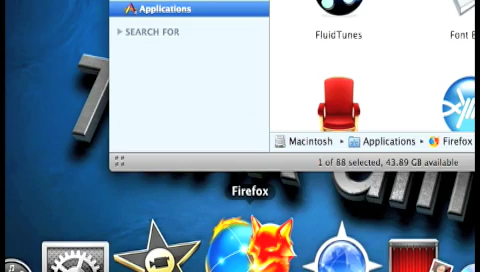 Applications
SEARCH FOR
FluidTunes
Font
Macintosh ▸ Applications ▸ Firefox
1 of 88 selected, 43.89 GB available
Firefox